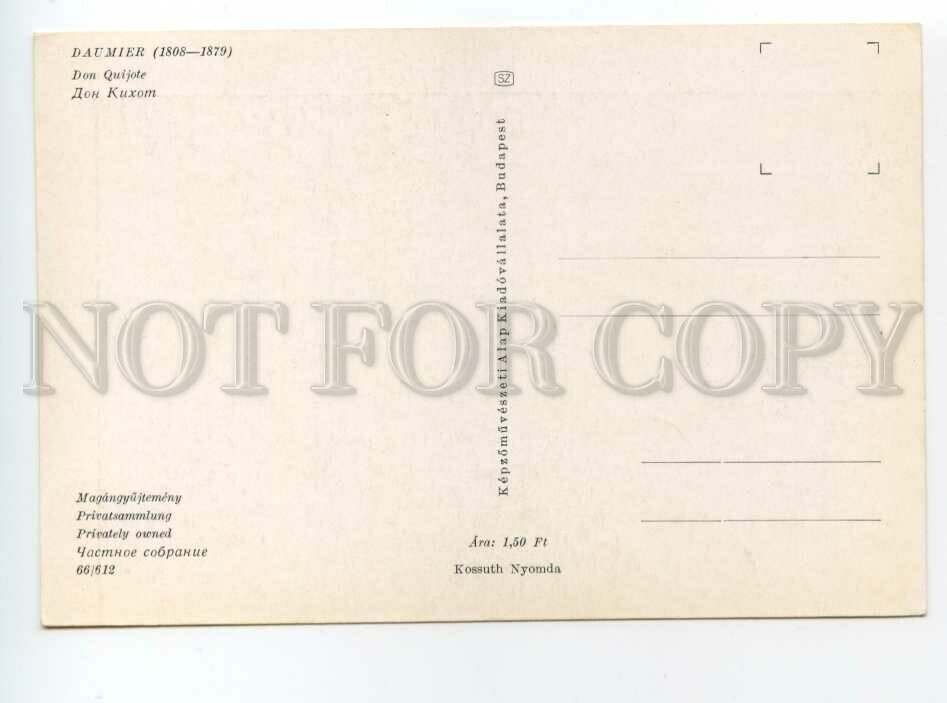 DAUMIER (1808—1879)
Don Quijote
Дон Кихот
SZ
Képzőművészeti Alap Kiadóvállalata, Budapest
NOT FOR COPY
Magángyűjtemény
Privatsammlung
Privately owned
Частное собрание
66/612
Ára: 1,50 Ft
Kossuth Nyomda